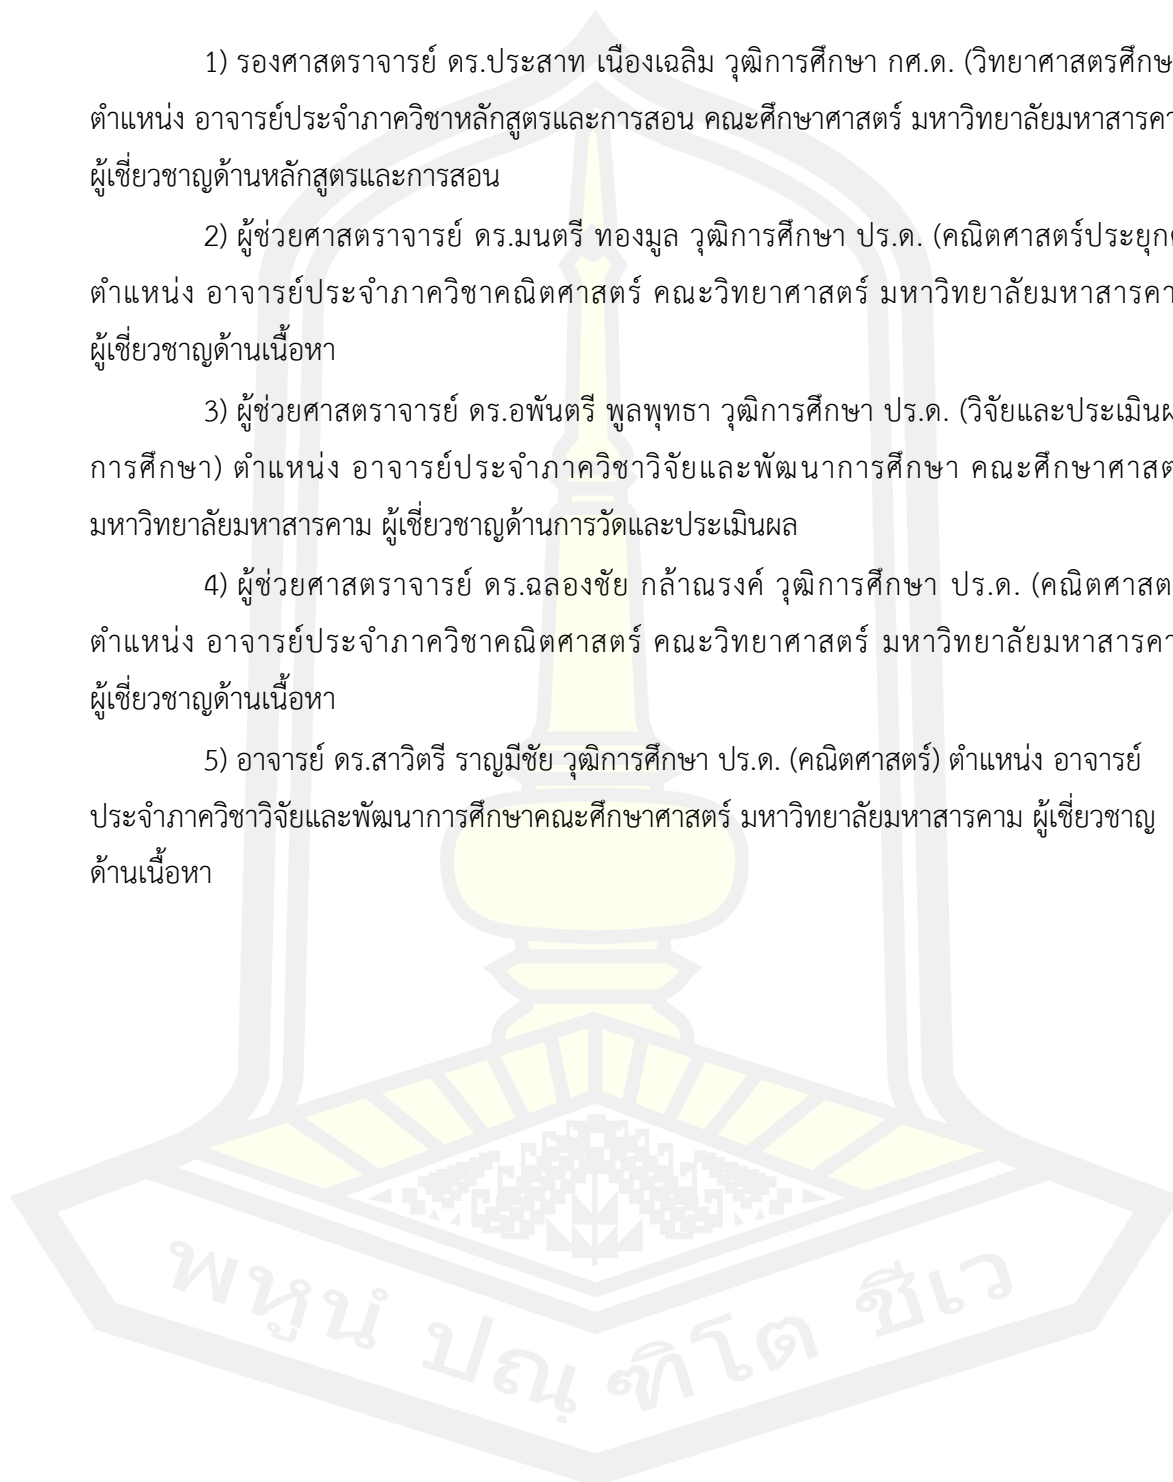 1) รองศาสตราจารย์ ดร.ประสาท เนืองเฉลิม วุฒิการศึกษา กศ.ด. (วิทยาศาสตรศึกษ
ตำแหน่ง อาจารย์ประจำภาควิชาหลักสูตรและการสอน คณะศึกษาศาสตร์ มหาวิทยาลัยมหาสารคา
ผู้เชี่ยวชาญด้านหลักสูตรและการสอน
2) ผู้ช่วยศาสตราจารย์ ดร.มนตรี ทองมูล วุฒิการศึกษา ปร.ด. (คณิตศาสตร์ประยุกต
ตำแหน่ง อาจารย์ประจำภาควิชาคณิตศาสตร์ คณะวิทยาศาสตร์ มหาวิทยาลัยมหาสารคา
ผู้เชี่ยวชาญด้านเนื้อหา
3) ผู้ช่วยศาสตราจารย์ ดร.อพันตรี พูลพุทธา วุฒิการศึกษา ปร.ด. (วิจัยและประเมินผ
การศึกษา) ตำแหน่ง อาจารย์ประจำภาควิชาวิจัยและพัฒนาการศึกษา คณะศึกษาศาสต
มหาวิทยาลัยมหาสารคาม ผู้เชี่ยวชาญด้านการวัดและประเมินผล
4) ผู้ช่วยศาสตราจารย์ ดร.ฉลองชัย กล้าณรงค์ วุฒิการศึกษา ปร.ด. (คณิตศาสต
ตำแหน่ง อาจารย์ประจำภาควิชาคณิตศาสตร์ คณะวิทยาศาสตร์ มหาวิทยาลัยมหาสารคา
ผู้เชี่ยวชาญด้านเนื้อหา
5) อาจารย์ ดร.สาวิตรี ราญมีชัย วุฒิการศึกษา ปร.ด. (คณิตศาสตร์) ตำแหน่ง อาจารย์
ประจำภาควิชาวิจัยและพัฒนาการศึกษาคณะศึกษาศาสตร์ มหาวิทยาลัยมหาสารคาม ผู้เชี่ยวชาญ
ด้านเนื้อหา
พหูนํ ปณฺฑิโต ชีเว